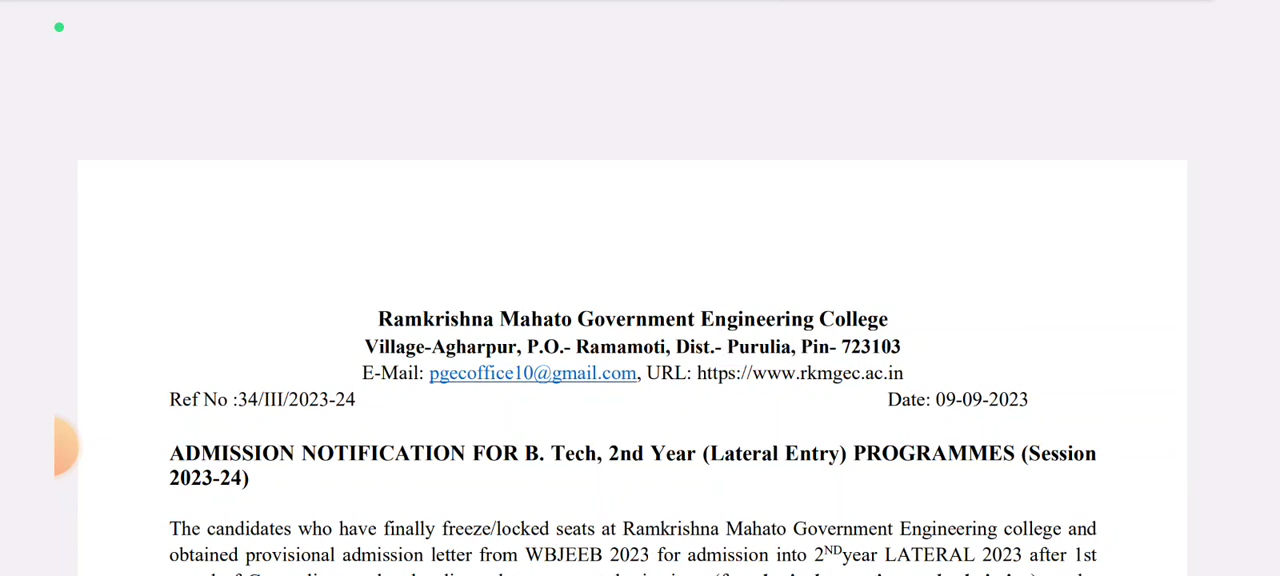 Ramkrishna Mahato Government Engineering College
Village-Agharpur, P.O.- Ramamoti, Dist.- Purulia, Pin- 723103
E-Mail: pgecoffice10@gmail.com, URL: https://www.rkmgec.ac.in
Ref No :34/III/2023-24 Date: 09-09-2023
ADMISSION NOTIFICATION FOR B. Tech, 2nd Year (Lateral Entry) PROGRAMMES (Session
2023-24)
The candidates who have finally freeze/locked seats at Ramkrishna Mahato Government Engineering college and
obtained provisional admission letter from WBJEEB 2023 for admission into 2NDyear LATERAL 2023 after 1st